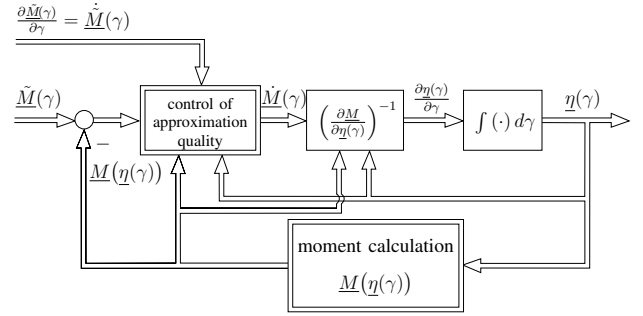 ∂M̃(γ)/∂γ = M̃̇(γ)
M̃(γ)
−
M(η(γ))
control of
approximation
quality
Ṁ(γ)
(∂M/∂η(γ))⁻¹
∂η(γ)/∂γ
∫(·) dγ
η(γ)
moment calculation
M(η(γ))